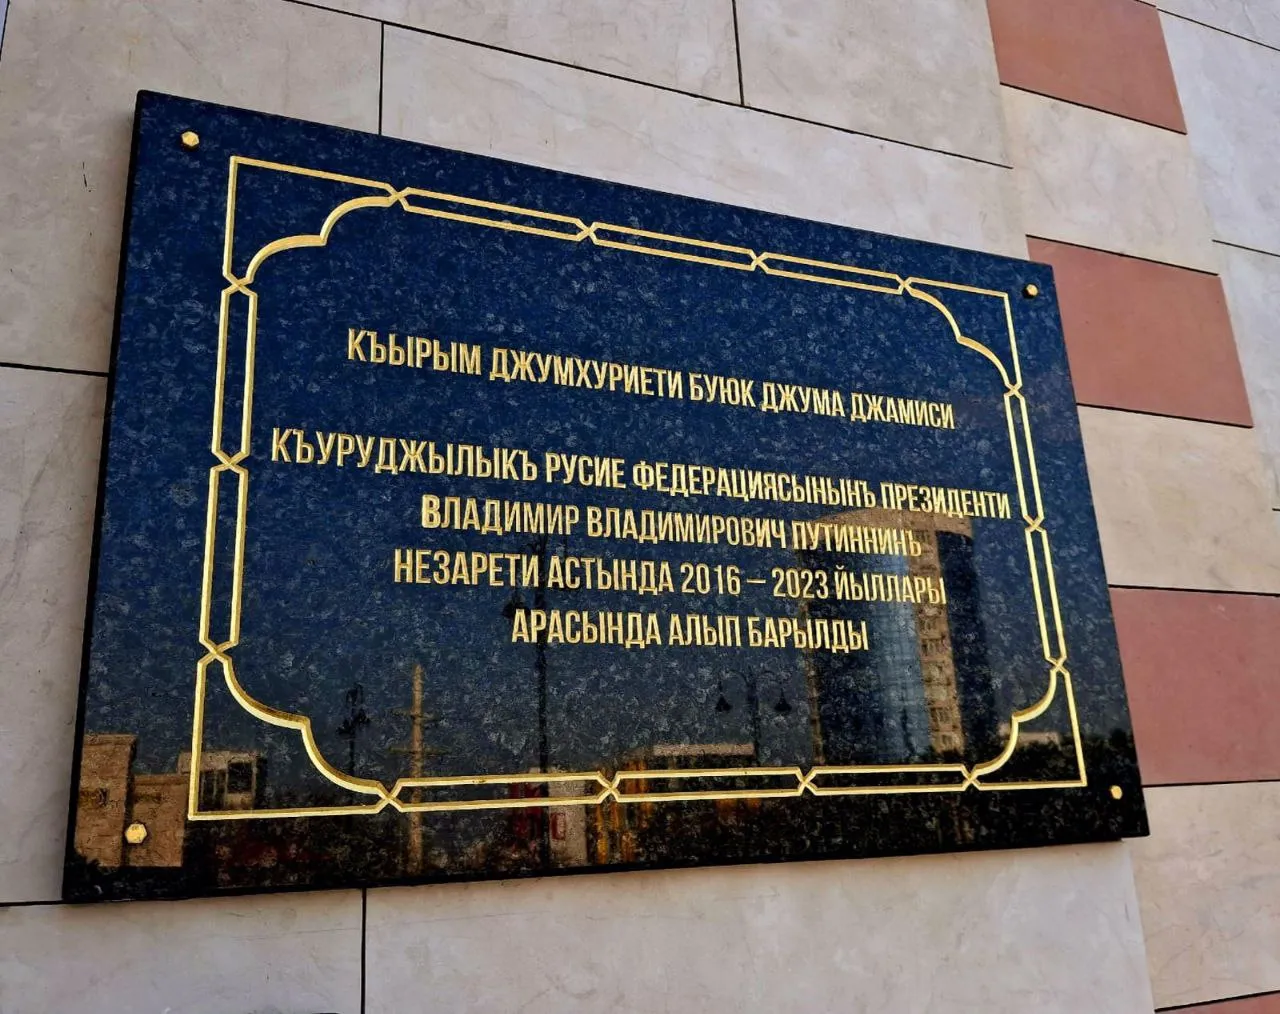 КЪЫРЫМ ДЖУМХУРИЕТИ БУЮК ДЖУМА ДЖАМИСИ
КЪУРУДЖЫЛЫКЪ РУСИЕ ФЕДЕРАЦИЯСЫНЫНЪ ПРЕЗИДЕНТИ
ВЛАДИМИР ВЛАДИМИРОВИЧ ПУТИННИНЪ
НЕЗАРЕТИ АСТЫНДА 2016 – 2023 ЙЫЛЛАРЫ
АРАСЫНДА АЛЫП БАРЫЛДЫ